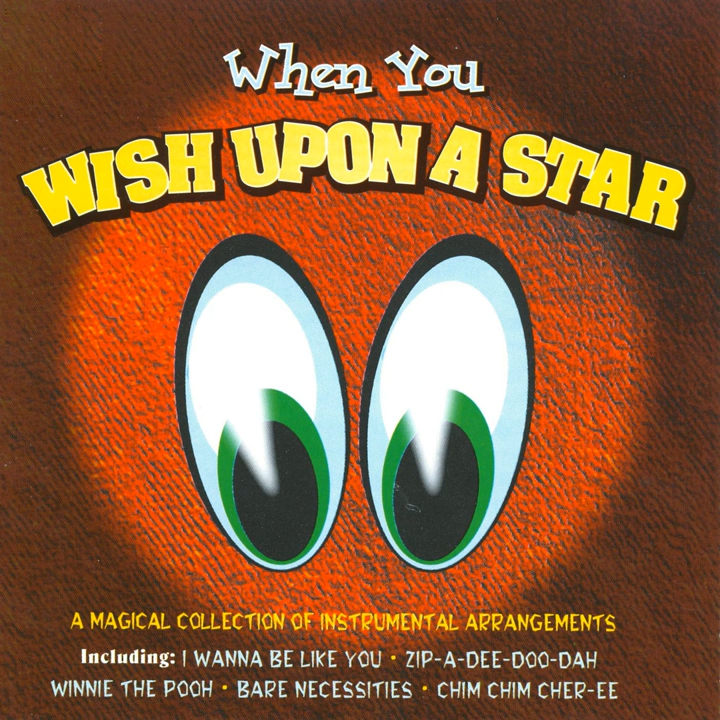 When You
WISH UPON A STAR
A MAGICAL COLLECTION OF INSTRUMENTAL ARRANGEMENTS
Including: I WANNA BE LIKE YOU • ZIP-A-DEE-DOO-DAH
WINNIE THE POOH • BARE NECESSITIES • CHIM CHIM CHER-EE